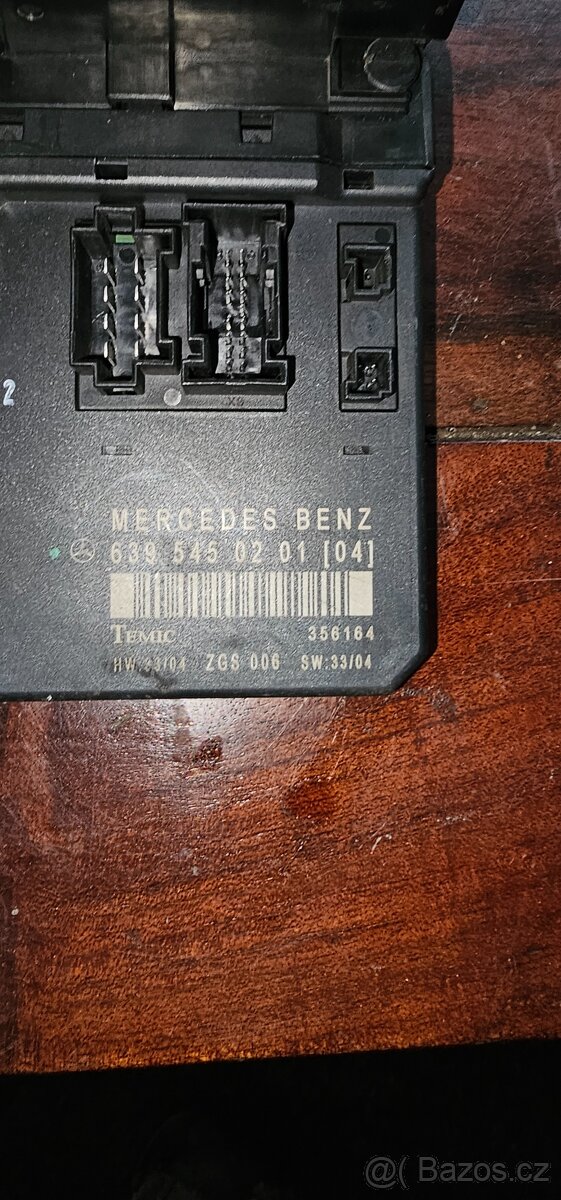 X6
2
MERCEDES BENZ
639 545 02 01 [04]
TEMIC 356164
HW:33/04 ZGS 006 SW:33/04
@( Bazos.cz